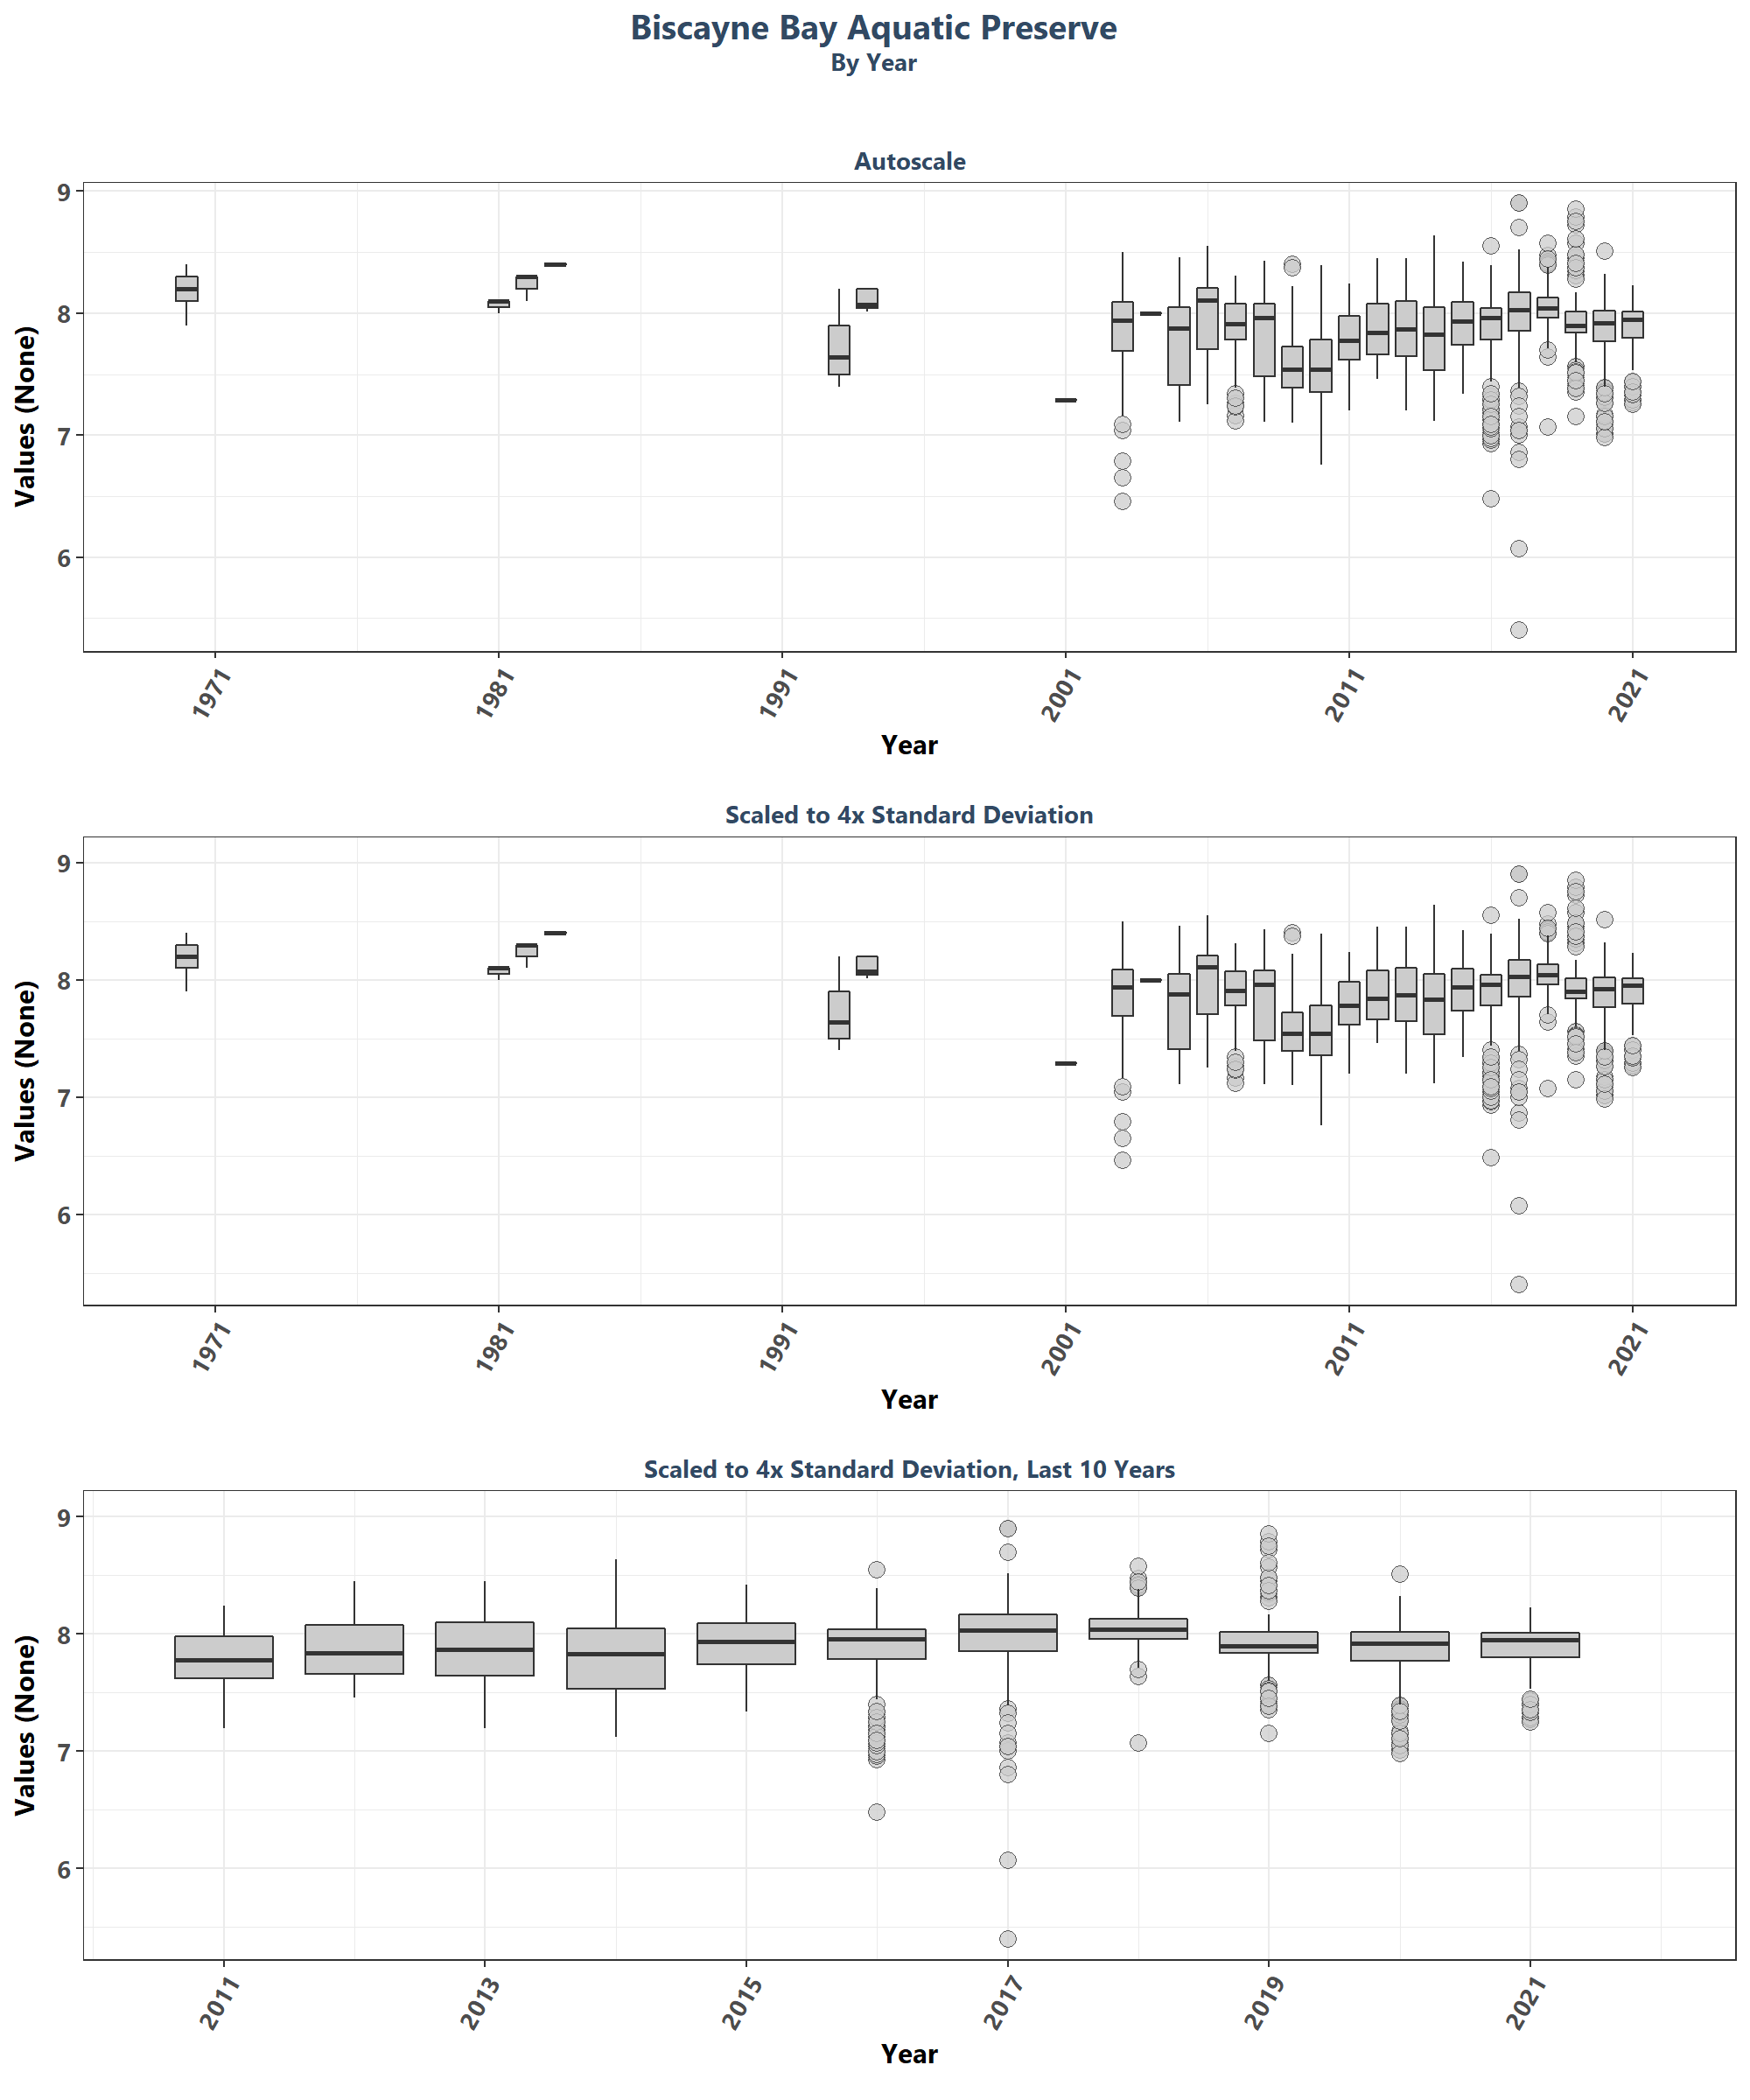 Biscayne Bay Aquatic Preserve
By Year
Autoscale
Values (None)
9
8
7
6
1971
1981
1991
2001
2011
2021
Year
Scaled to 4x Standard Deviation
Values (None)
9
8
7
6
1971
1981
1991
2001
2011
2021
Year
Scaled to 4x Standard Deviation, Last 10 Years
Values (None)
9
8
7
6
2011
2013
2015
2017
2019
2021
Year